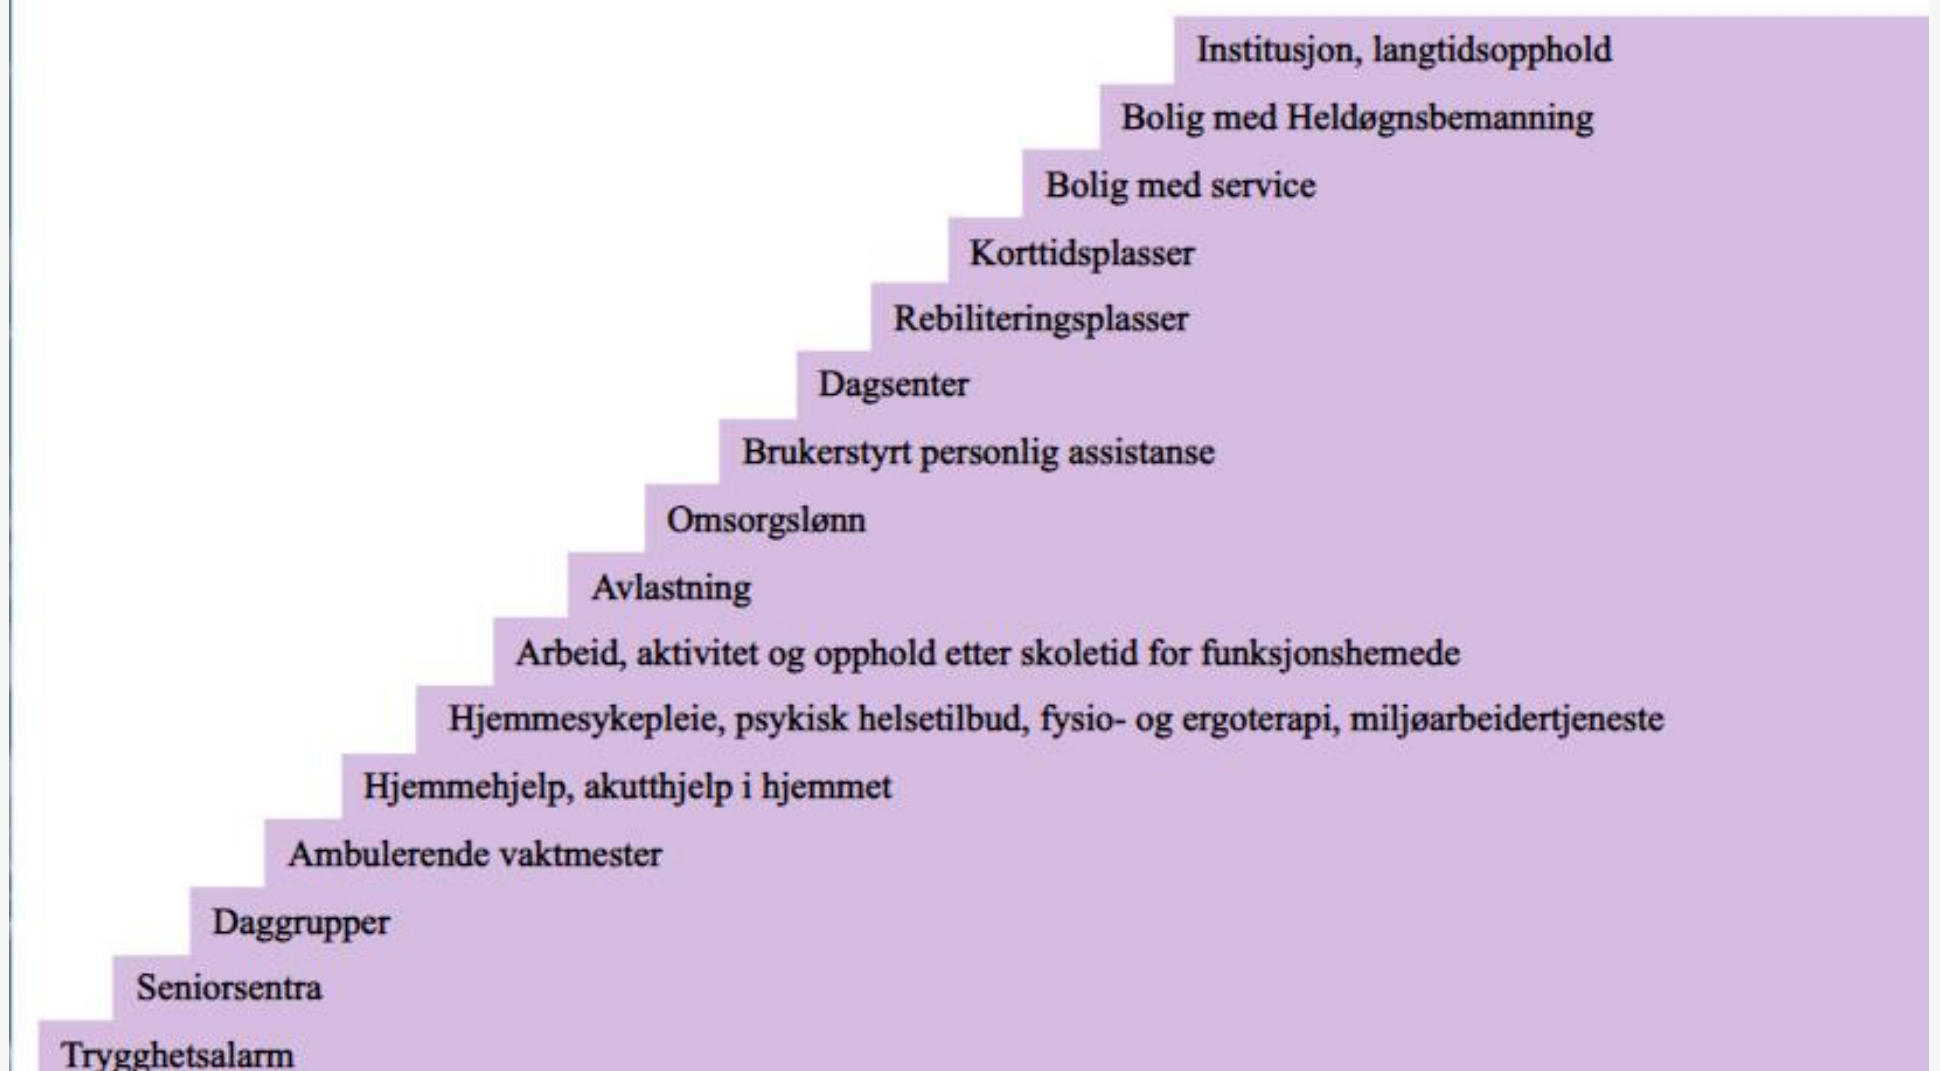 Institusjon, langtidsopphold
Bolig med Heldøgnsbemanning
Bolig med service
Korttidsplasser
Rebiliteringsplasser
Dagsenter
Brukerstyrt personlig assistanse
Omsorgslønn
Avlastning
Arbeid, aktivitet og opphold etter skoletid for funksjonshemede
Hjemmesykepleie, psykisk helsetilbud, fysio- og ergoterapi, miljøarbeidertjeneste
Hjemmehjelp, akutthjelp i hjemmet
Ambulerende vaktmester
Daggrupper
Seniorsentra
Trygghetsalarm